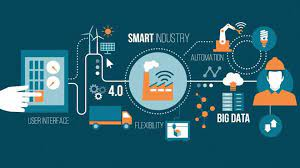 SMART INDUSTRY
AUTOMATION
4.0
BIG DATA
USER INTERFACE
FLEXIBILITY